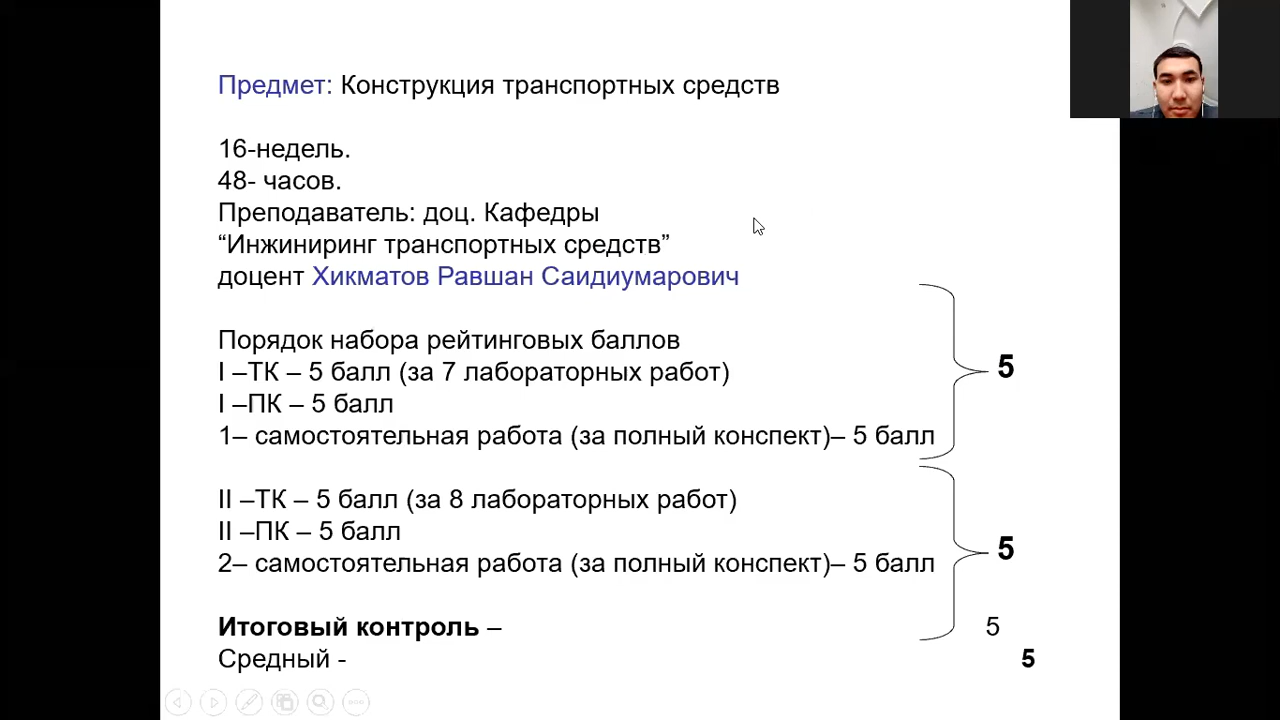 Предмет: Конструкция транспортных средств
16-недель.
48- часов.
Преподаватель: доц. Кафедры
“Инжиниринг транспортных средств”
доцент Хикматов Равшан Саидиумарович
Порядок набора рейтинговых баллов
I –ТК – 5 балл (за 7 лабораторных работ)
I –ПК – 5 балл
1– самостоятельная работа (за полный конспект)– 5 балл
5
II –ТК – 5 балл (за 8 лабораторных работ)
II –ПК – 5 балл
2– самостоятельная работа (за полный конспект)– 5 балл
5
Итоговый контроль – 5
Средный - 5